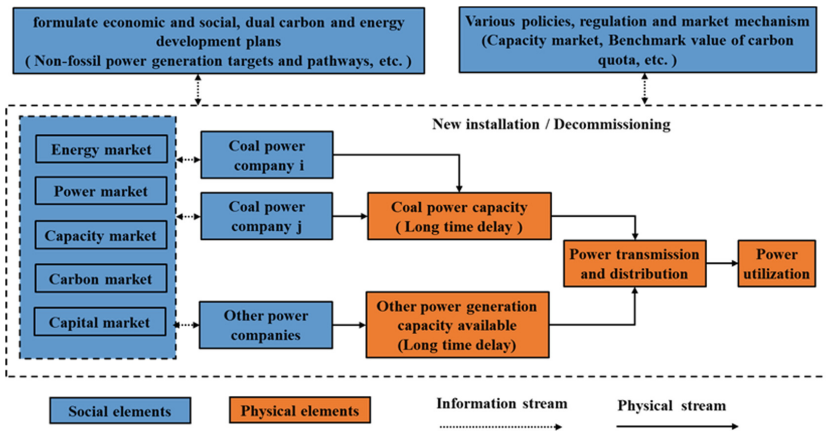 formulate economic and social, dual carbon and energy
development plans
( Non-fossil power generation targets and pathways, etc. )
Various policies, regulation and market mechanism
(Capacity market, Benchmark value of carbon
quota, etc. )
New installation / Decommissioning
Energy market
Power market
Capacity market
Carbon market
Capital market
Coal power
company i
Coal power
company j
Other power
companies
Coal power capacity
( Long time delay )
Other power generation
capacity available
(Long time delay)
Power transmission
and distribution
Power
utilization
Social elements
Physical elements
Information stream
Physical stream